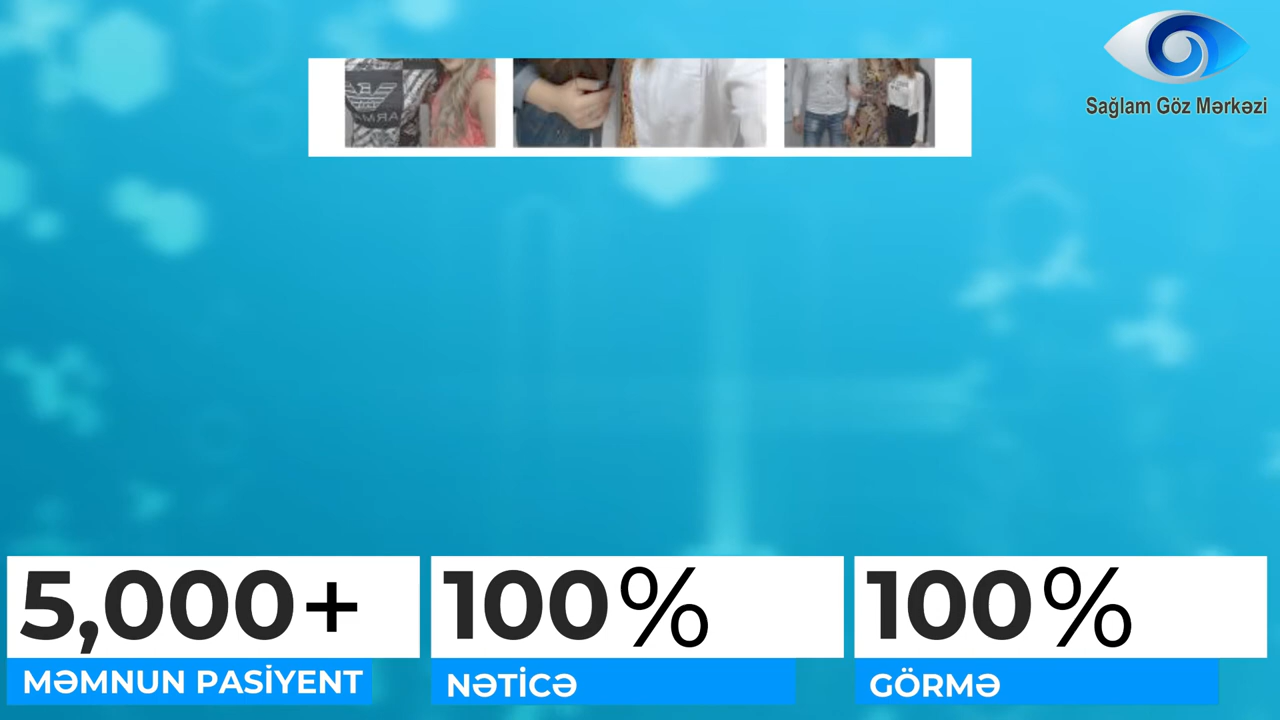 Sağlam Göz Mərkəzi
5,000+
MƏMNUN PASİYENT
100%
NƏTİCƏ
100%
GÖRMƏ